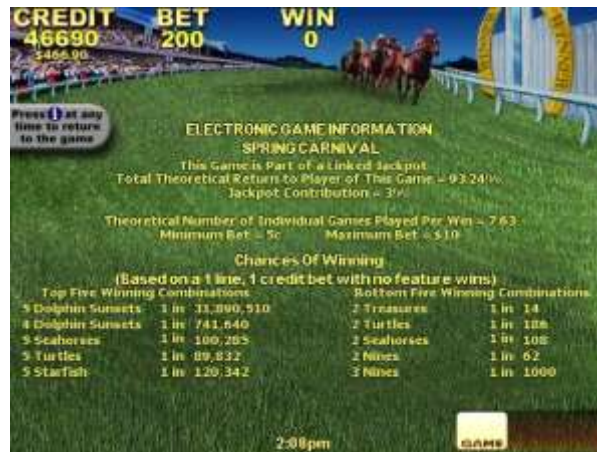 CREDIT BET WIN
46690 200 0
$466.90
WINNER
Press i at any
time to return
to the game
ELECTRONIC GAME INFORMATION
SPRING CARNIVAL
This Game is Part of a Linked Jackpot
Total Theoretical Return to Player of This Game = 93.24%
Jackpot Contribution = 3%
Theoretical Number of Individual Games Played Per Win = 7.63
Minimum Bet = 5c Maximum Bet = $10
Chances Of Winning
(Based on a 1 line, 1 credit bet with no feature wins)
Top Five Winning Combinations Bottom Five Winning Combinations
5 Dolphin Sunsets 1 in 33,890,510 2 Treasures 1 in 14
4 Dolphin Sunsets 1 in 741,640 2 Turtles 1 in 186
5 Seahorses 1 in 100,285 2 Seahorses 1 in 108
5 Turtles 1 in 89,832 2 Nines 1 in 62
5 Starfish 1 in 120,342 3 Nines 1 in 1000
2:08pm
GAME